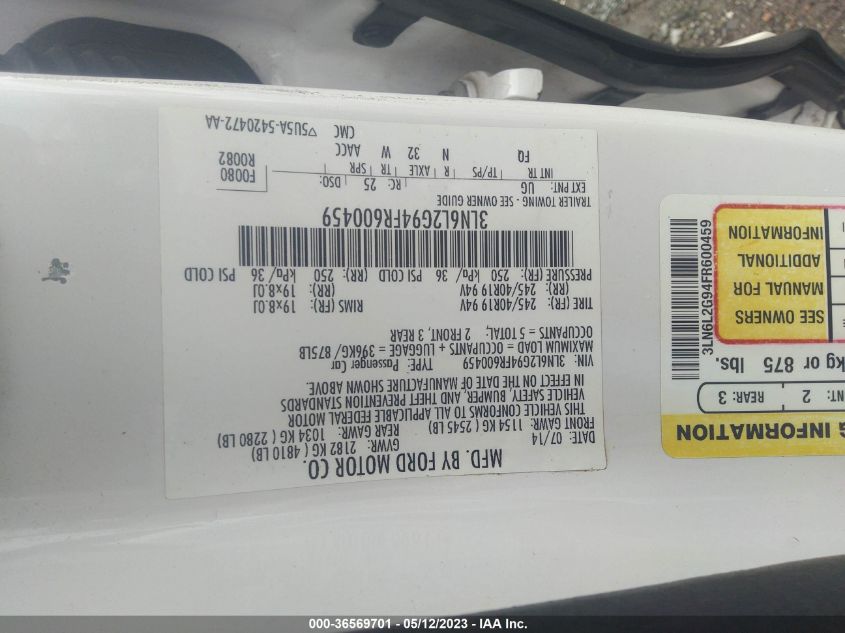 MFD. BY FORD MOTOR CO.
DATE: 07/14 GVWR: 2182 KG ( 4810 LB)
FRONT GAWR: 1154 KG ( 2545 LB) REAR GAWR: 1034 KG ( 2280 LB)
THIS VEHICLE CONFORMS TO ALL APPLICABLE FEDERAL MOTOR
VEHICLE SAFETY, BUMPER, AND THEFT PREVENTION STANDARDS
IN EFFECT ON THE DATE OF MANUFACTURE SHOWN ABOVE.
VIN: 3LN6L2G94FR600459 TYPE: Passenger Car
MAXIMUM LOAD = OCCUPANTS + LUGGAGE = 396KG/ 875LB
OCCUPANTS = 5 TOTAL: 2 FRONT, 3 REAR
TIRE (FR): 245/40R19 94V RIMS (FR): 19x8.0J
(RR): 245/40R19 94V (RR): 19x8.0J
PRESSURE (FR): 250 kPa/ 36 PSI COLD (RR): 250 kPa/ 36 PSI COLD
3LN6L2G94FR600459
TRAILER TOWING - SEE OWNER GUIDE
EXT PNT: UG RC: 25 DSO: F0080
INT TR TP/PS R AXLE TR SPR R0082
FQ N 32 W AACC
CMC ▽5U5A-5420472-AA
G INFORMATION
NT: 2 REAR: 3
kg or 875 lbs.
SEE OWNERS
MANUAL FOR
ADDITIONAL
INFORMATION
3LN6L2G94FR600459
000-36569701 - 05/12/2023 - IAA Inc.